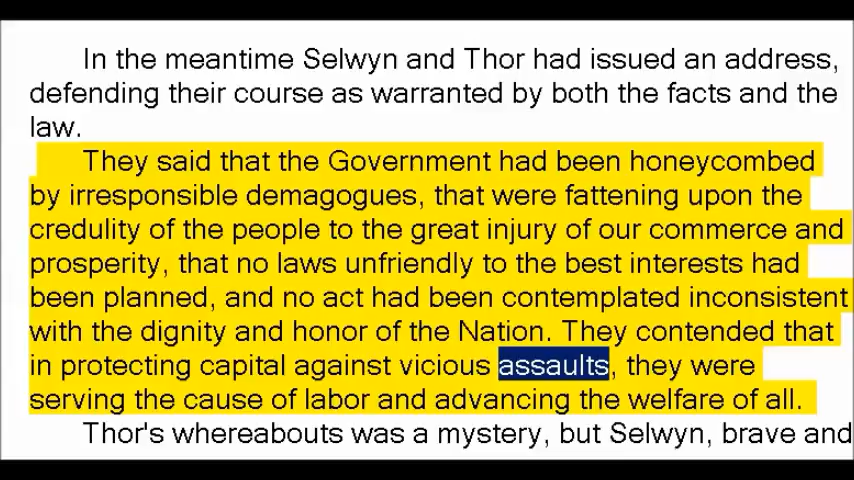 In the meantime Selwyn and Thor had issued an address,
defending their course as warranted by both the facts and the
law.
They said that the Government had been honeycombed
by irresponsible demagogues, that were fattening upon the
credulity of the people to the great injury of our commerce and
prosperity, that no laws unfriendly to the best interests had
been planned, and no act had been contemplated inconsistent
with the dignity and honor of the Nation. They contended that
in protecting capital against vicious assaults, they were
serving the cause of labor and advancing the welfare of all.
Thor's whereabouts was a mystery, but Selwyn, brave and